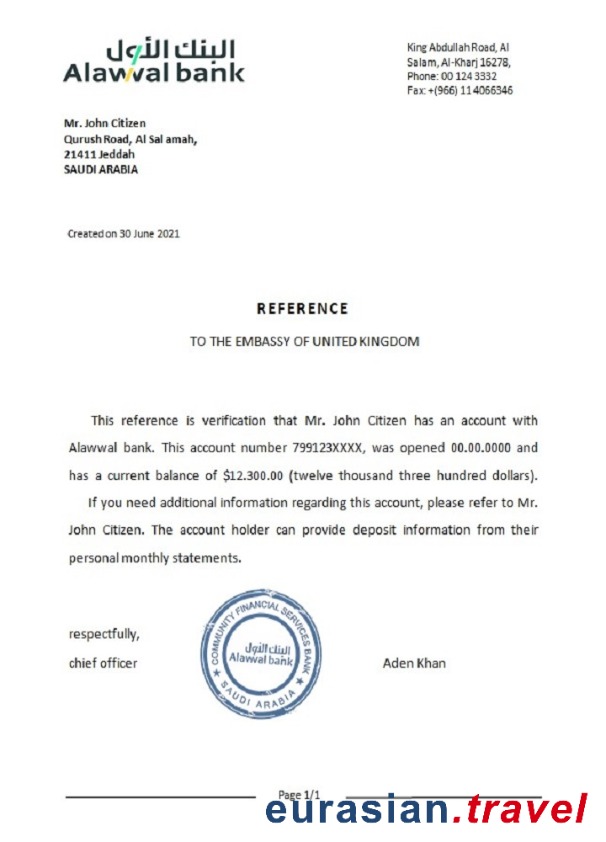 البنك الأول
Alawwal bank
King Abdullah Road, Al
Salam, Al-Kharj 16278,
Phone: 00 124 3332
Fax: +(966) 114066346
Mr. John Citizen
Qurush Road, Al Sal amah,
21411 Jeddah
SAUDI ARABIA
Created on 30 June 2021
REFERENCE
TO THE EMBASSY OF UNITED KINGDOM
This reference is verification that Mr. John Citizen has an account with
Alawwal bank. This account number 799123XXXX, was opened 00.00.0000 and
has a current balance of $12.300.00 (twelve thousand three hundred dollars).
If you need additional information regarding this account, please refer to Mr.
John Citizen. The account holder can provide deposit information from their
personal monthly statements.
respectfully,
chief officer
COMMUNITY FINANCIAL SERVICES BANK
البنك الأول
Alawwal bank
★ SAUDI ARABIA ★
Aden Khan
Page 1/1
eurasian.travel